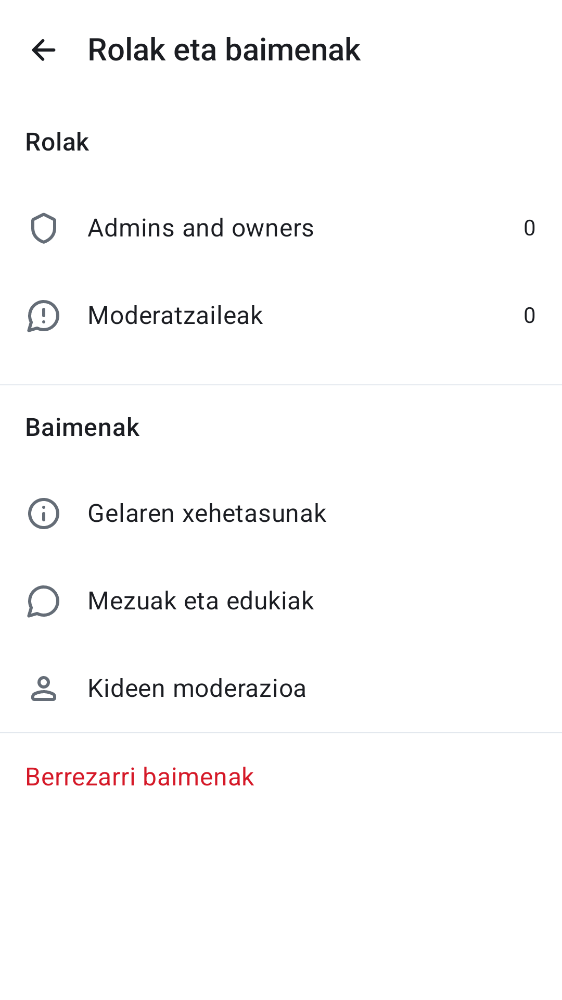 Rolak eta baimenak
Rolak
Admins and owners 0
Moderatzaileak 0
Baimenak
Gelaren xehetasunak
Mezuak eta edukiak
Kideen moderazioa
Berrezarri baimenak